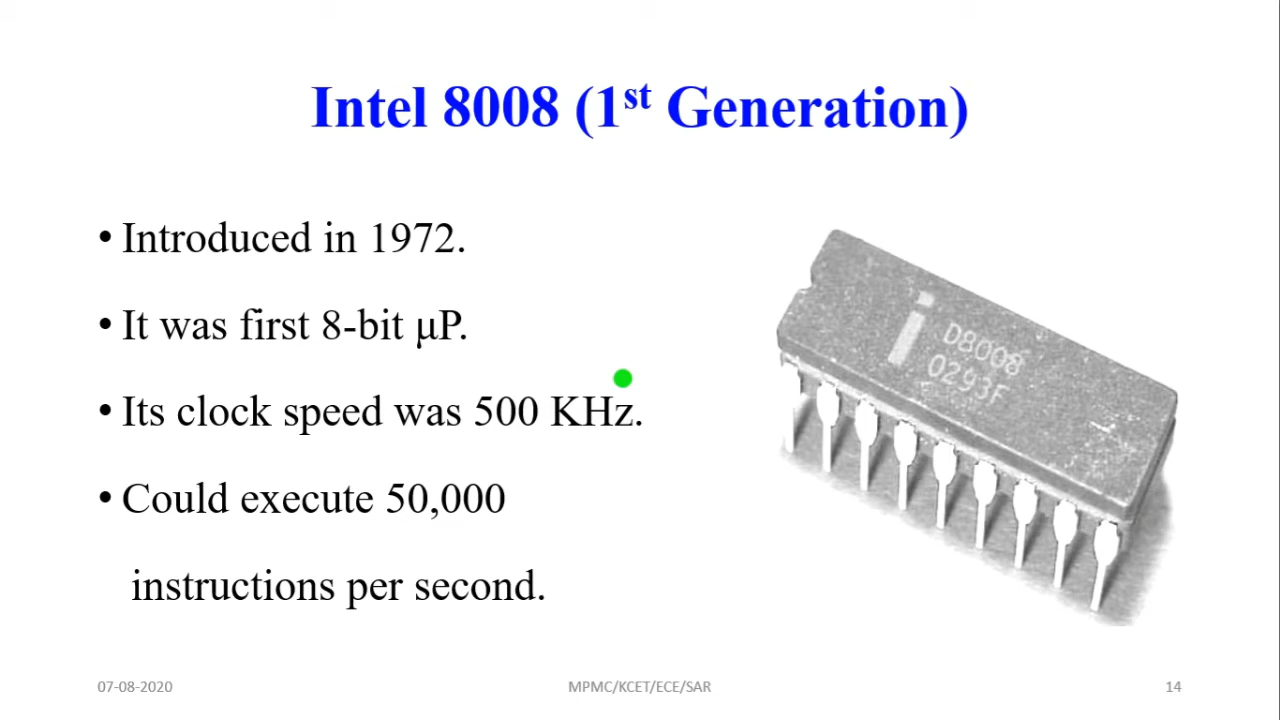 Intel 8008 (1st Generation)
• Introduced in 1972.
• It was first 8-bit μP.
• Its clock speed was 500 KHz.
• Could execute 50,000
instructions per second.
D8008
0293F
07-08-2020
MPMC/KCET/ECE/SAR
14